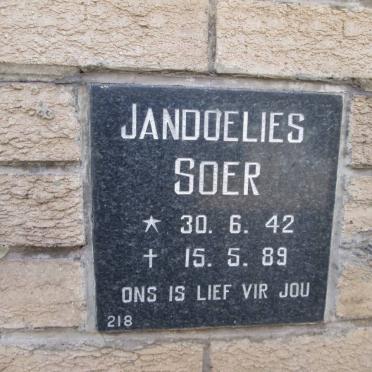 JANDOELIES
SOER
★ 30. 6. 42
✝ 15. 5. 89
ONS IS LIEF VIR JOU
218